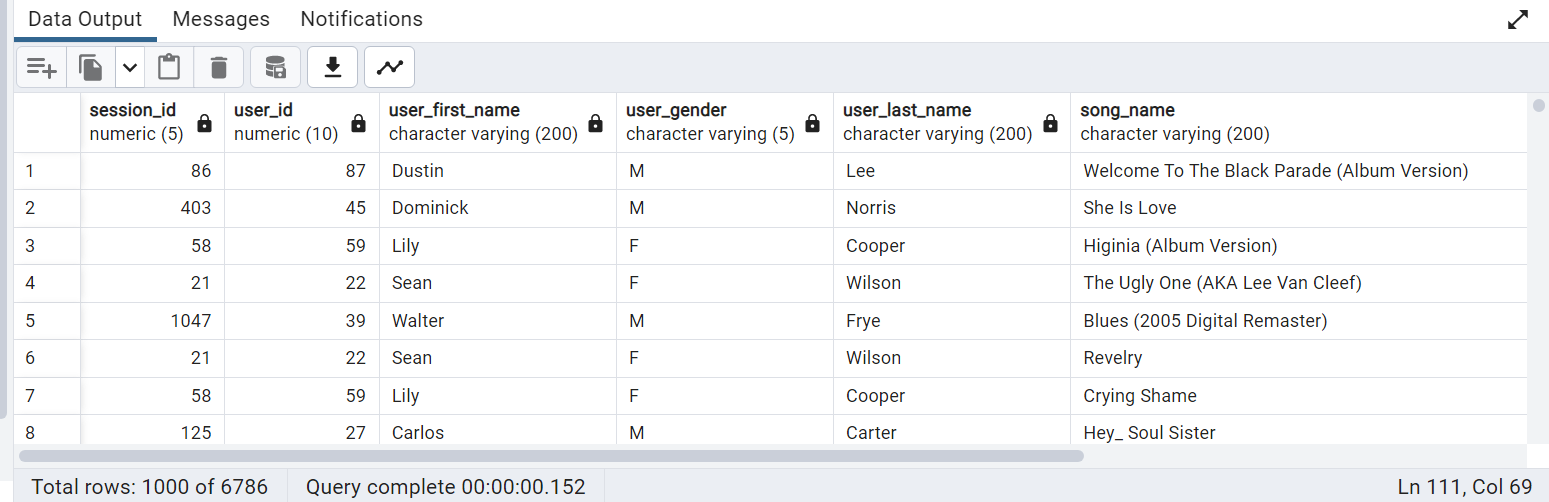 Data Output Messages Notifications
session_id user_id user_first_name user_gender user_last_name song_name
numeric (5) numeric (10) character varying (200) character varying (5) character varying (200) character varying (200)
1 86 87 Dustin M Lee Welcome To The Black Parade (Album Version)
2 403 45 Dominick M Norris She Is Love
3 58 59 Lily F Cooper Higinia (Album Version)
4 21 22 Sean F Wilson The Ugly One (AKA Lee Van Cleef)
5 1047 39 Walter M Frye Blues (2005 Digital Remaster)
6 21 22 Sean F Wilson Revelry
7 58 59 Lily F Cooper Crying Shame
8 125 27 Carlos M Carter Hey_ Soul Sister
Total rows: 1000 of 6786 Query complete 00:00:00.152 Ln 111, Col 69